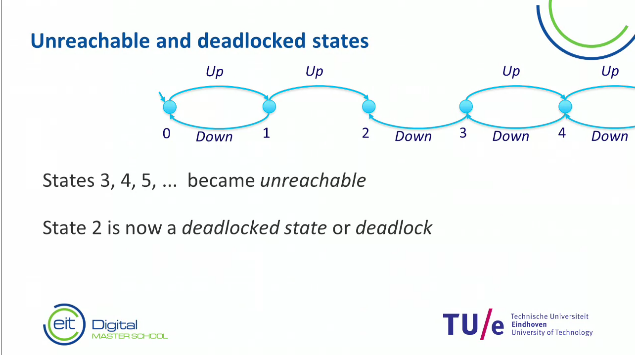 Unreachable and deadlocked states
Up Up Up Up
0 1 2 3 4
Down Down Down Down
States 3, 4, 5, ... became unreachable
State 2 is now a deadlocked state or deadlock
eit Digital
MASTER SCHOOL
TU/e
Technische Universiteit
Eindhoven
University of Technology